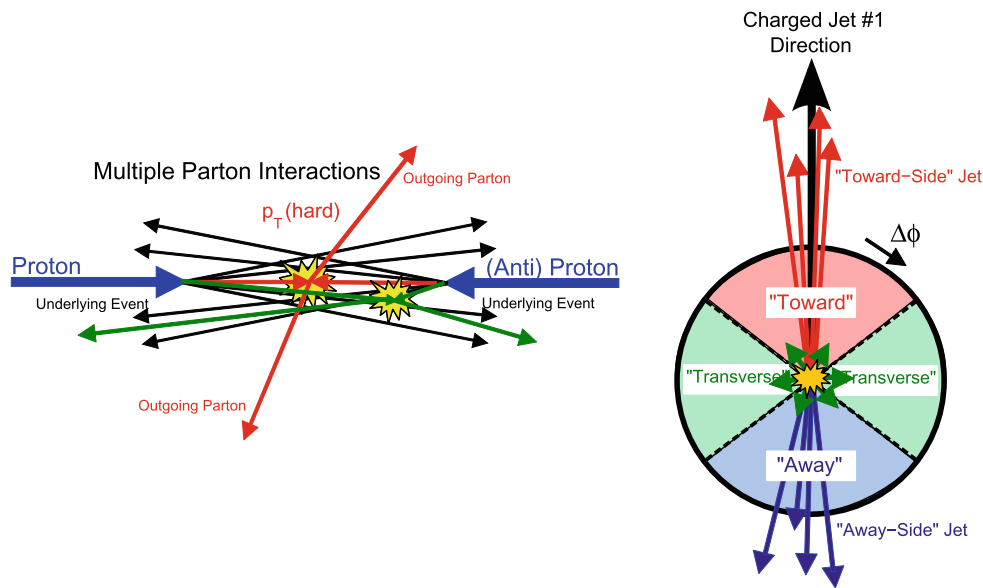 Multiple Parton Interactions
Outgoing Parton
p_T(hard)
Proton
(Anti) Proton
Underlying Event
Underlying Event
Outgoing Parton
Charged Jet #1
Direction
"Toward−Side" Jet
Δϕ
"Toward"
"Transverse"
"Transverse"
"Away"
"Away−Side" Jet